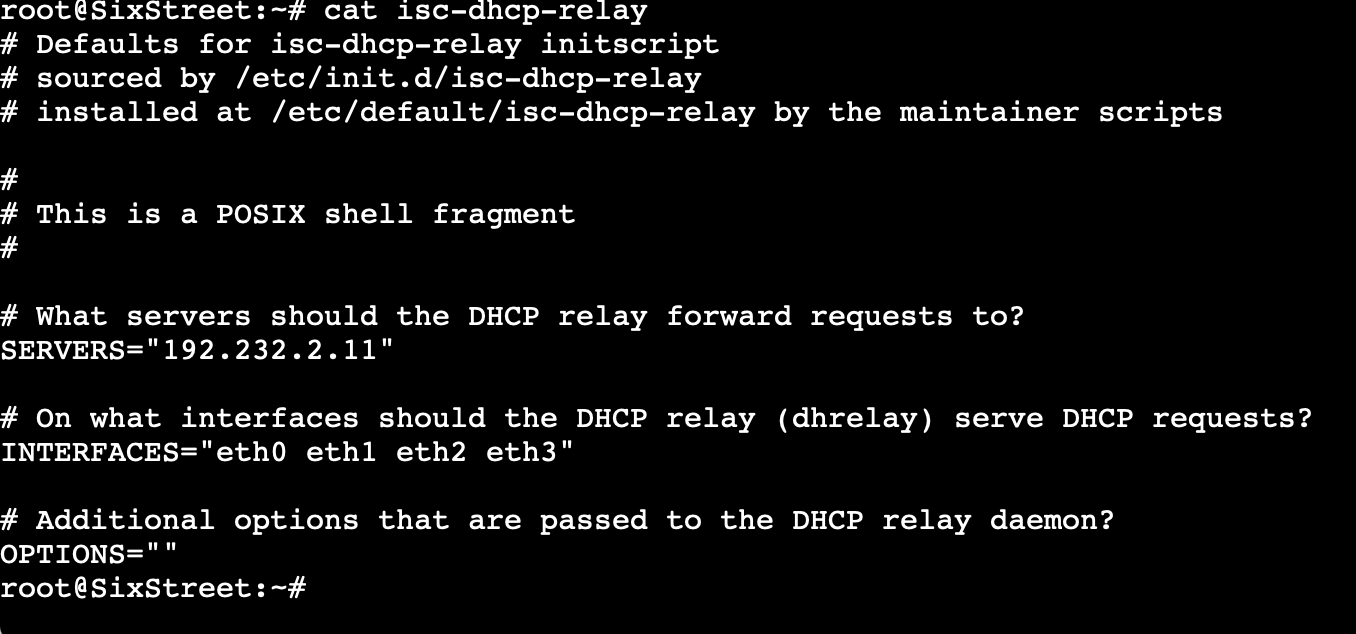 root@SixStreet:~# cat isc-dhcp-relay
# Defaults for isc-dhcp-relay initscript
# sourced by /etc/init.d/isc-dhcp-relay
# installed at /etc/default/isc-dhcp-relay by the maintainer scripts
#
# This is a POSIX shell fragment
#
# What servers should the DHCP relay forward requests to?
SERVERS="192.232.2.11"
# On what interfaces should the DHCP relay (dhrelay) serve DHCP requests?
INTERFACES="eth0 eth1 eth2 eth3"
# Additional options that are passed to the DHCP relay daemon?
OPTIONS=""
root@SixStreet:~#